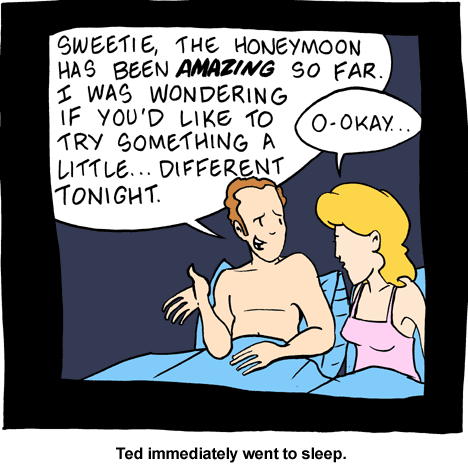 SWEETIE, THE HONEYMOON
HAS BEEN AMAZING SO FAR.
I WAS WONDERING
IF YOU'D LIKE TO
TRY SOMETHING A
LITTLE... DIFFERENT
TONIGHT.
O-OKAY...
Ted immediately went to sleep.